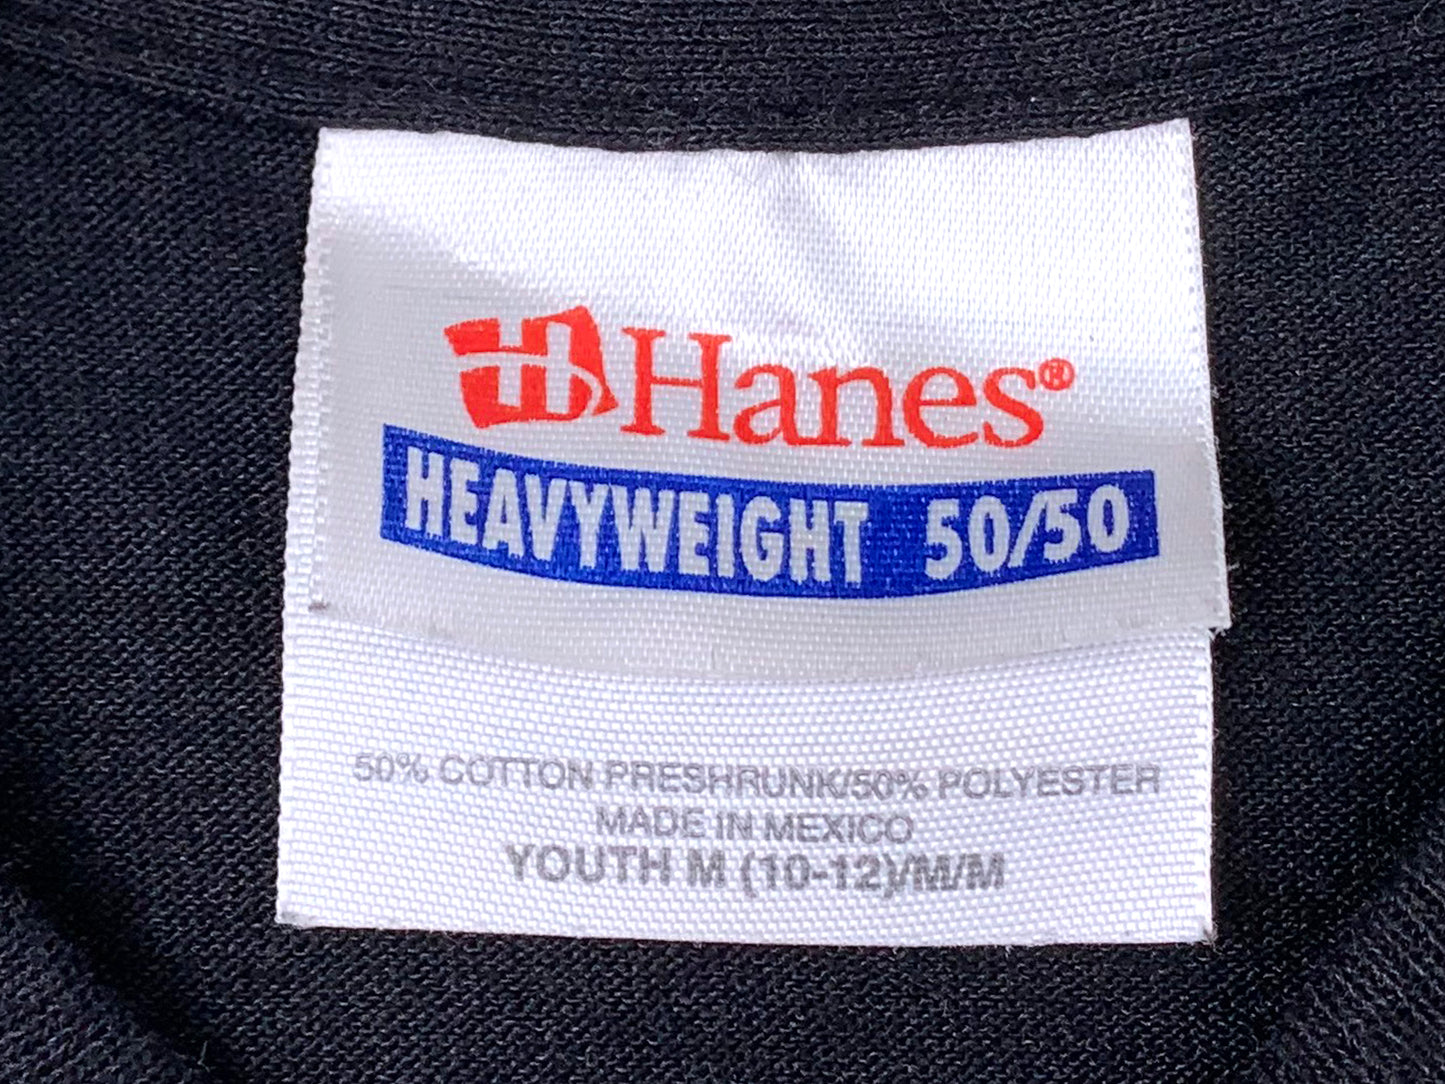 Hanes®
HEAVYWEIGHT 50/50
50% COTTON PRESHRUNK/50% POLYESTER
MADE IN MEXICO
YOUTH M (10-12)/M/M